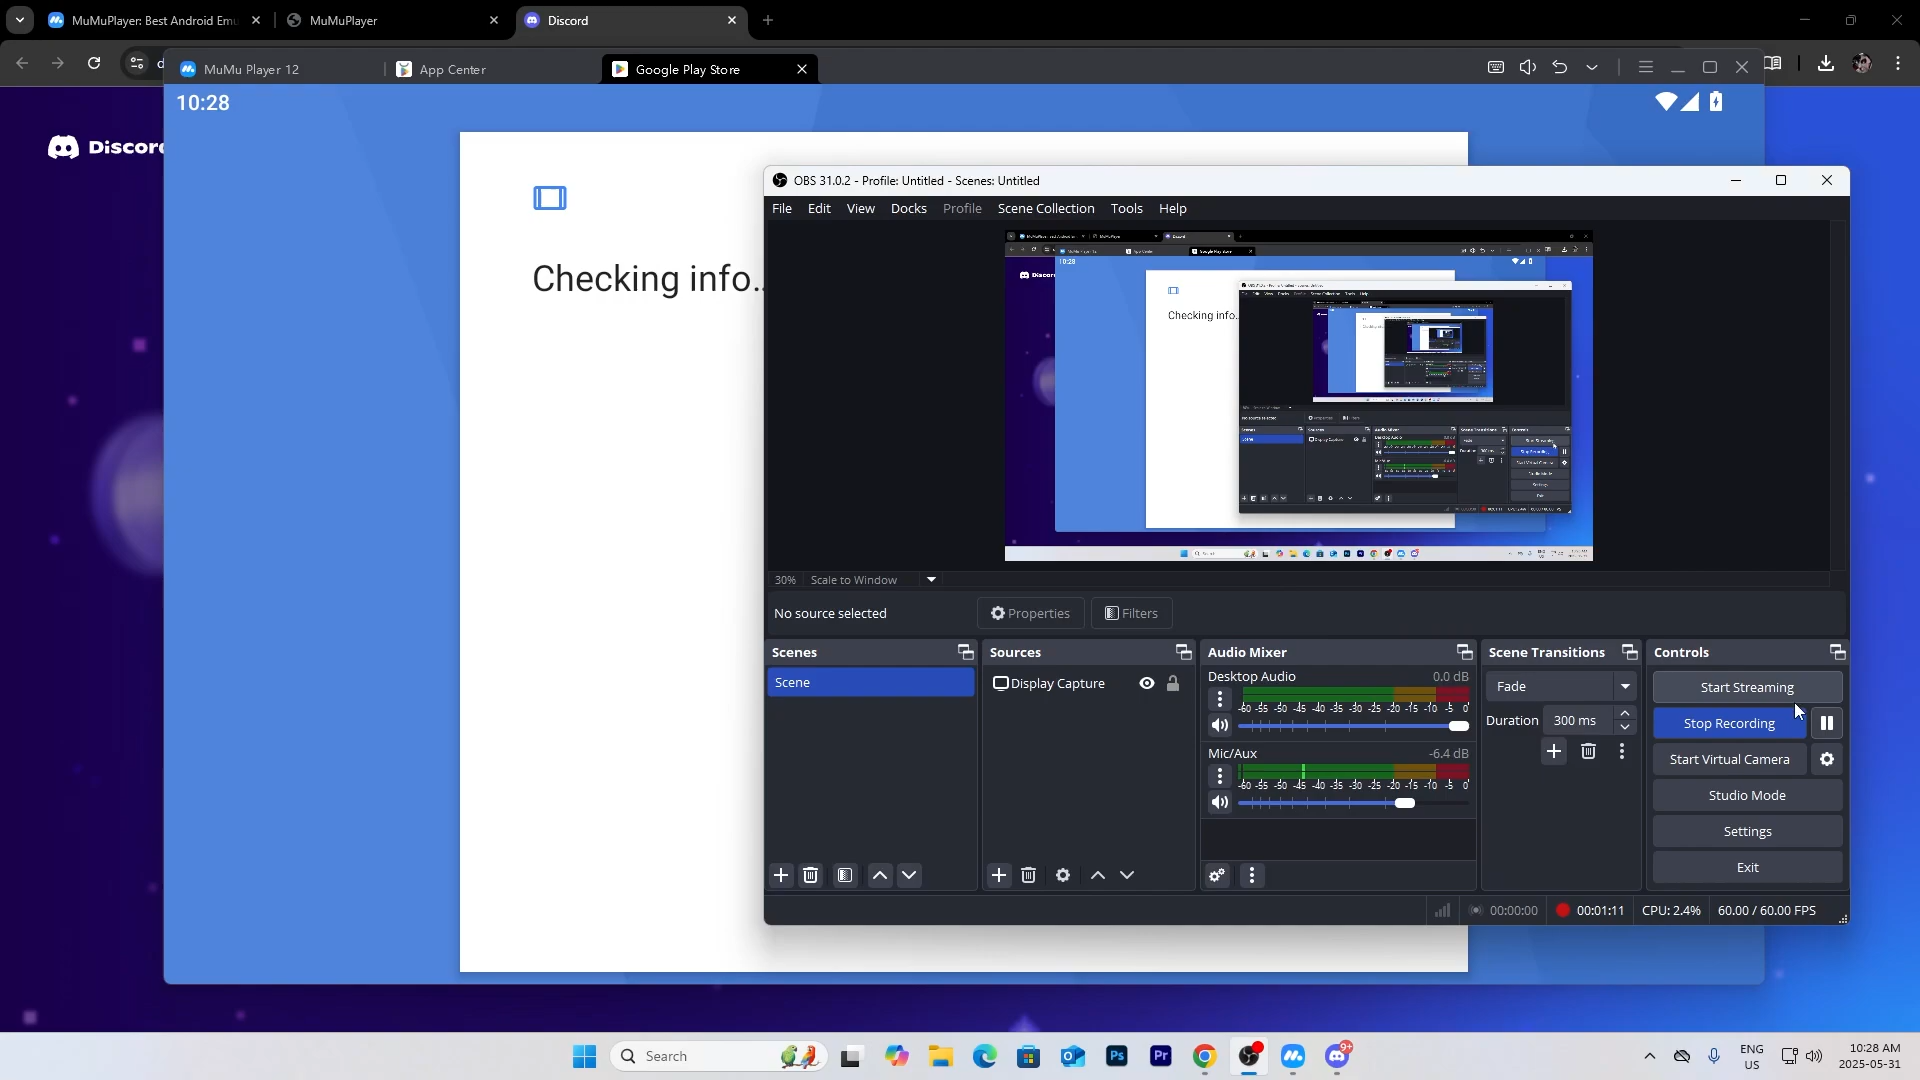 MuMuPlayer: Best Android Emu
MuMuPlayer
Discord
MuMu Player 12
App Center
Google Play Store
10:28
Discord
Checking info..
OBS 31.0.2 - Profile: Untitled - Scenes: Untitled
File Edit View Docks Profile Scene Collection Tools Help
30% Scale to Window
No source selected
Properties
Filters
Scenes
Scene
Sources
Display Capture
Audio Mixer
Desktop Audio 0.0 dB
-60 -55 -50 -45 -40 -35 -30 -25 -20 -15 -10 -5 0
Mic/Aux -6.4 dB
-60 -55 -50 -45 -40 -35 -30 -25 -20 -15 -10 -5 0
Scene Transitions
Fade
Duration 300 ms
Controls
Start Streaming
Stop Recording
Start Virtual Camera
Studio Mode
Settings
Exit
00:00:00
00:01:11
CPU: 2.4%
60.00 / 60.00 FPS
Search
Ps
Pr
9+
ENG
US
10:28 AM
2025-05-31